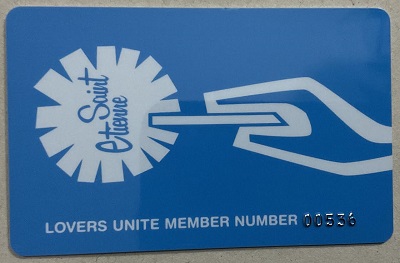 Saint
etienne
LOVERS UNITE MEMBER NUMBER 00536